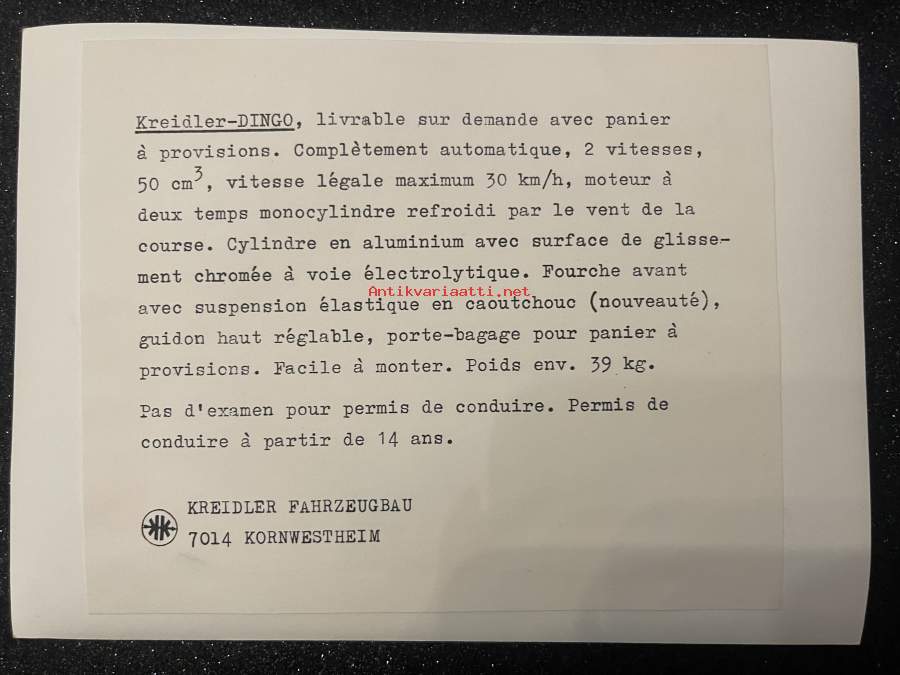 Kreidler-DINGO, livrable sur demande avec panier
à provisions. Complètement automatique, 2 vitesses,
50 cm³, vitesse légale maximum 30 km/h, moteur à
deux temps monocylindre refroidi par le vent de la
course. Cylindre en aluminium avec surface de glisse-
ment chromée à voie électrolytique. Fourche avant
Antikvariaatti.net
avec suspension élastique en caoutchouc (nouveauté),
guidon haut réglable, porte-bagage pour panier à
provisions. Facile à monter. Poids env. 39 kg.
Pas d'examen pour permis de conduire. Permis de
conduire à partir de 14 ans.
KREIDLER FAHRZEUGBAU
7014 KORNWESTHEIM